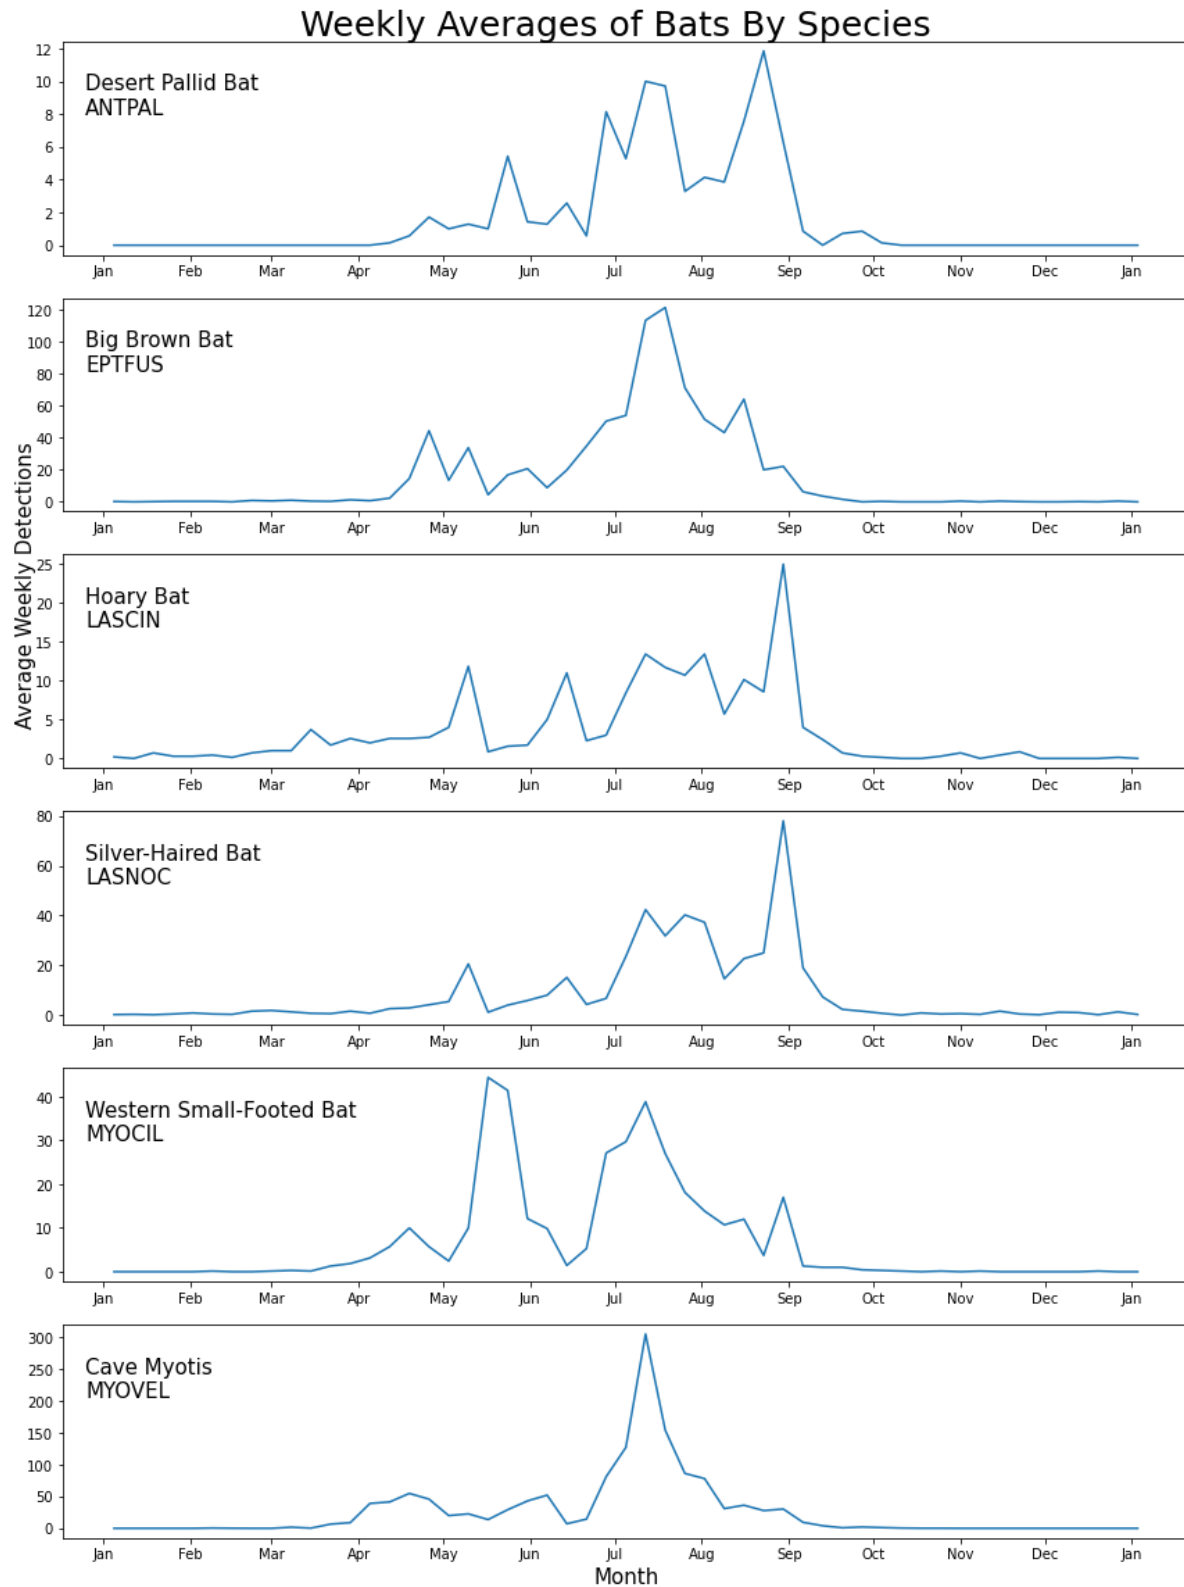 Weekly Averages of Bats By Species
12
10
8
6
4
2
0
Desert Pallid Bat
ANTPAL
Jan Feb Mar Apr May Jun Jul Aug Sep Oct Nov Dec Jan
120
100
80
60
40
20
0
Big Brown Bat
EPTFUS
Jan Feb Mar Apr May Jun Jul Aug Sep Oct Nov Dec Jan
Average Weekly Detections
25
20
15
10
5
0
Hoary Bat
LASCIN
Jan Feb Mar Apr May Jun Jul Aug Sep Oct Nov Dec Jan
80
60
40
20
0
Silver-Haired Bat
LASNOC
Jan Feb Mar Apr May Jun Jul Aug Sep Oct Nov Dec Jan
40
30
20
10
0
Western Small-Footed Bat
MYOCIL
Jan Feb Mar Apr May Jun Jul Aug Sep Oct Nov Dec Jan
300
250
200
150
100
50
0
Cave Myotis
MYOVEL
Jan Feb Mar Apr May Jun Jul Aug Sep Oct Nov Dec Jan
Month